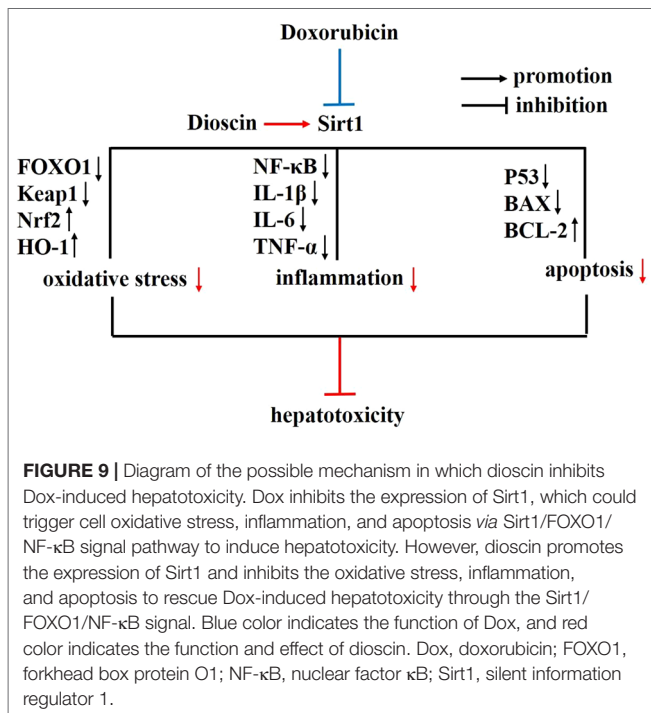 Doxorubicin
promotion
inhibition
Dioscin Sirt1
FOXO1↓
Keap1↓
Nrf2↑
HO-1↑
oxidative stress ↓
NF-κB↓
IL-1β↓
IL-6↓
TNF-α↓
inflammation ↓
P53↓
BAX↓
BCL-2↑
apoptosis ↓
hepatotoxicity
FIGURE 9 | Diagram of the possible mechanism in which dioscin inhibits
Dox-induced hepatotoxicity. Dox inhibits the expression of Sirt1, which could
trigger cell oxidative stress, inflammation, and apoptosis via Sirt1/FOXO1/
NF-κB signal pathway to induce hepatotoxicity. However, dioscin promotes
the expression of Sirt1 and inhibits the oxidative stress, inflammation,
and apoptosis to rescue Dox-induced hepatotoxicity through the Sirt1/
FOXO1/NF-κB signal. Blue color indicates the function of Dox, and red
color indicates the function and effect of dioscin. Dox, doxorubicin; FOXO1,
forkhead box protein O1; NF-κB, nuclear factor κB; Sirt1, silent information
regulator 1.